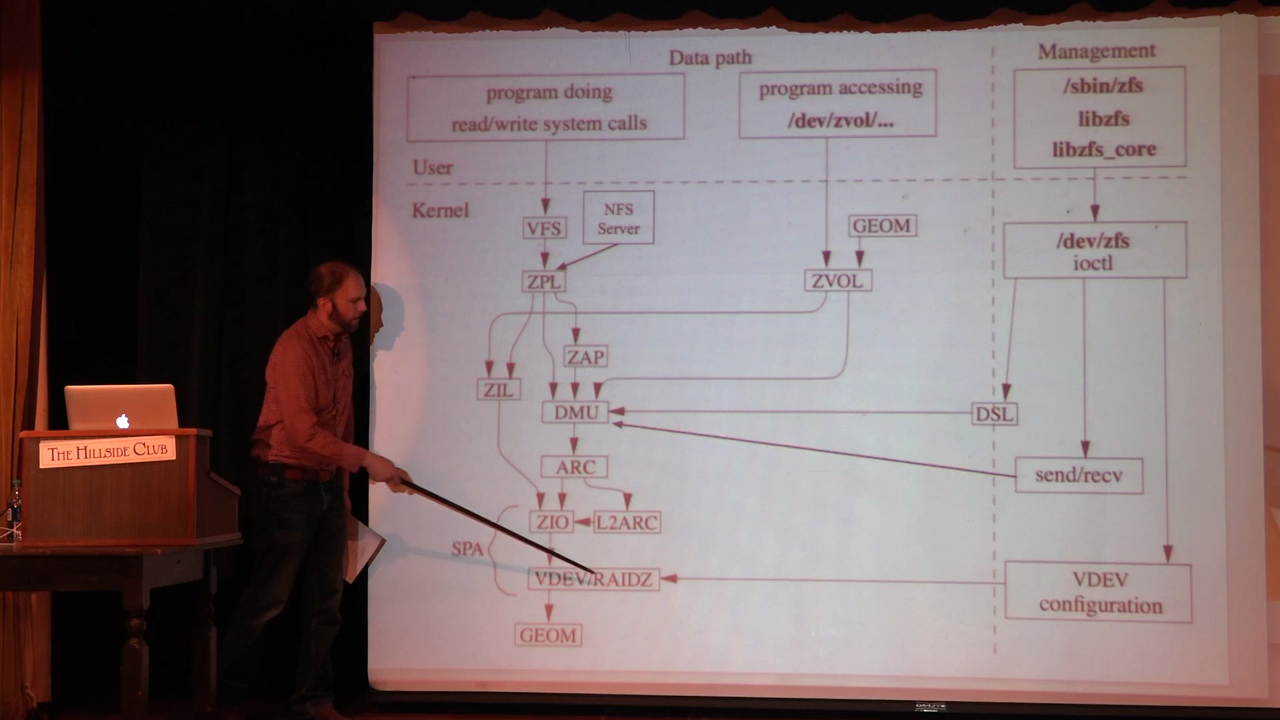 Data path
Management
program doing
read/write system calls
program accessing
/dev/zvol/...
/sbin/zfs
libzfs
libzfs_core
User
Kernel
NFS
Server
VFS
GEOM
/dev/zfs
ioctl
ZPL
ZVOL
ZAP
ZIL
DMU
DSL
ARC
send/recv
ZIO
L2ARC
SPA
VDEV/RAIDZ
VDEV
configuration
GEOM
THE HILLSIDE CLUB